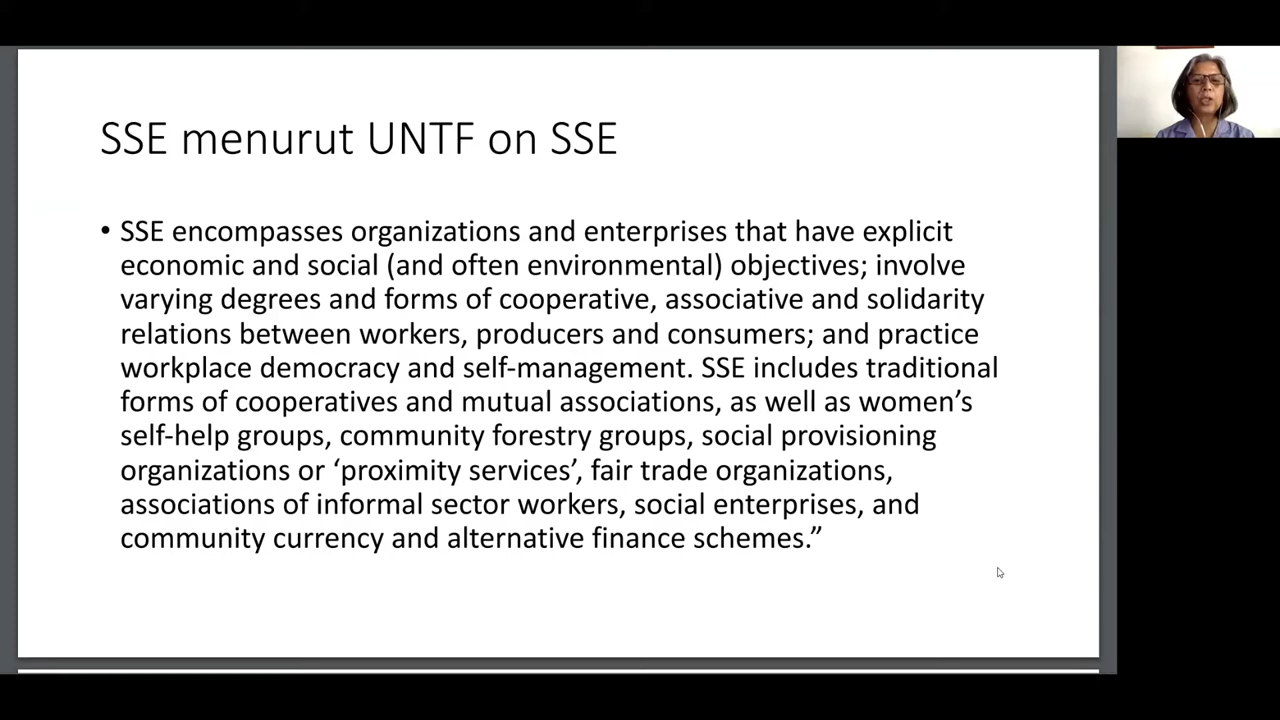 SSE menurut UNTF on SSE
• SSE encompasses organizations and enterprises that have explicit
economic and social (and often environmental) objectives; involve
varying degrees and forms of cooperative, associative and solidarity
relations between workers, producers and consumers; and practice
workplace democracy and self-management. SSE includes traditional
forms of cooperatives and mutual associations, as well as women’s
self-help groups, community forestry groups, social provisioning
organizations or ‘proximity services’, fair trade organizations,
associations of informal sector workers, social enterprises, and
community currency and alternative finance schemes.”